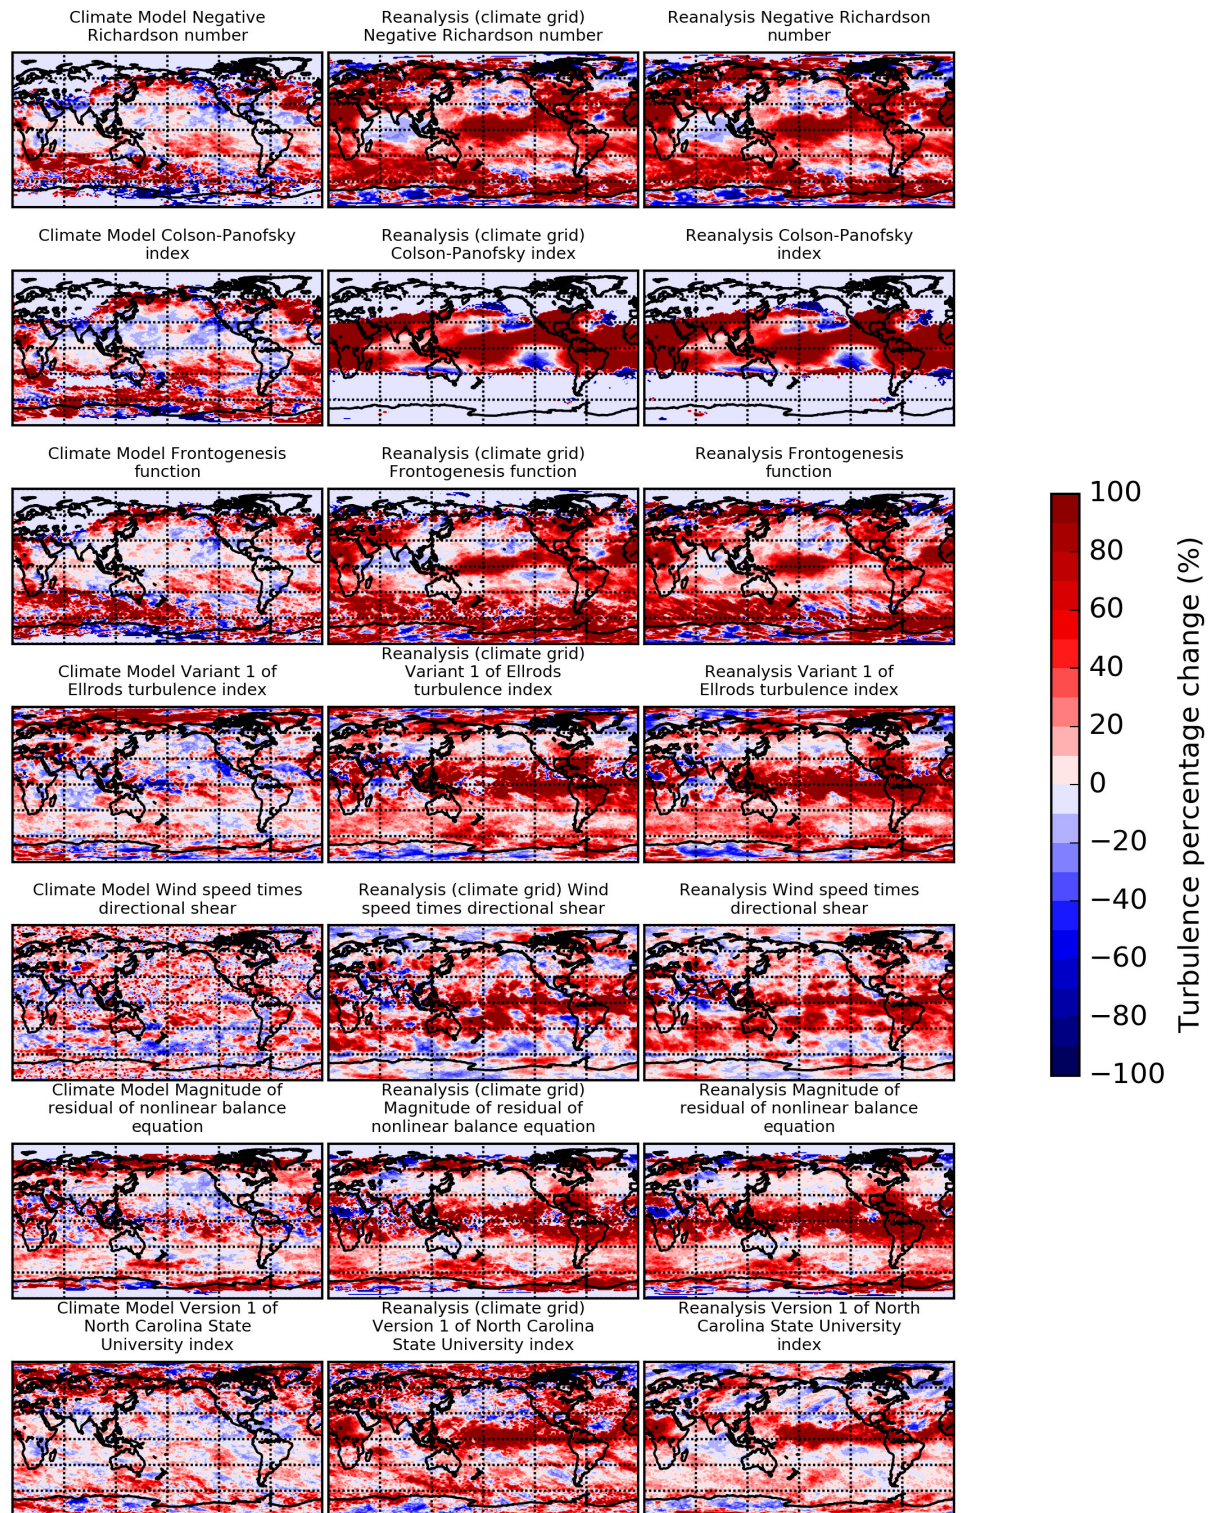 Climate Model Negative
Richardson number
Reanalysis (climate grid)
Negative Richardson number
Reanalysis Negative Richardson
number
Climate Model Colson-Panofsky
index
Reanalysis (climate grid)
Colson-Panofsky index
Reanalysis Colson-Panofsky
index
Climate Model Frontogenesis
function
Reanalysis (climate grid)
Frontogenesis function
Reanalysis Frontogenesis
function
Climate Model Variant 1 of
Ellrods turbulence index
Reanalysis (climate grid)
Variant 1 of Ellrods
turbulence index
Reanalysis Variant 1 of
Ellrods turbulence index
Climate Model Wind speed times
directional shear
Reanalysis (climate grid) Wind
speed times directional shear
Reanalysis Wind speed times
directional shear
Climate Model Magnitude of
residual of nonlinear balance
equation
Reanalysis (climate grid)
Magnitude of residual of
nonlinear balance equation
Reanalysis Magnitude of
residual of nonlinear balance
equation
Climate Model Version 1 of
North Carolina State
University index
Reanalysis (climate grid)
Version 1 of North Carolina
State University index
Reanalysis Version 1 of North
Carolina State University
index
100
80
60
40
20
0
−20
−40
−60
−80
−100
Turbulence percentage change (%)